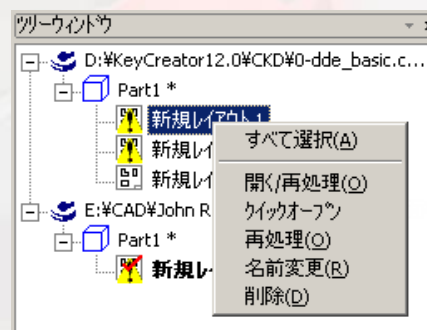 ツリーウィンドウ
D:¥KeyCreator12.0¥CKD¥0-dde_basic.c...
Part1 *
新規レイアウト1
すべて選択(A)
新規レイ
開く/再処理(O)
新規レイ
クイックオープン
E:¥CAD¥John R
再処理(O)
Part1 *
名前変更(R)
新規レ
削除(D)